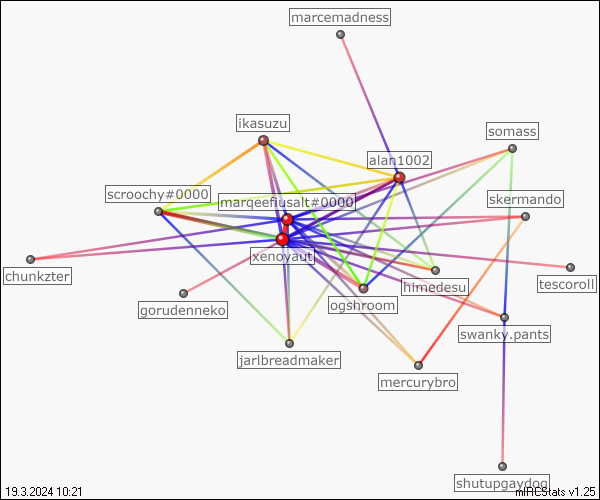 marcemadness
ikasuzu
somass
alan1002
scroochy#0000
marqeefiusalt#0000
skermando
xenoyaut
chunkzter
himedesu
tescoroll
gorudenneko
ogshroom
swanky.pants
jarlbreadmaker
mercurybro
shutupgaydog
19.3.2024 10:21
mIRCStats v1.25